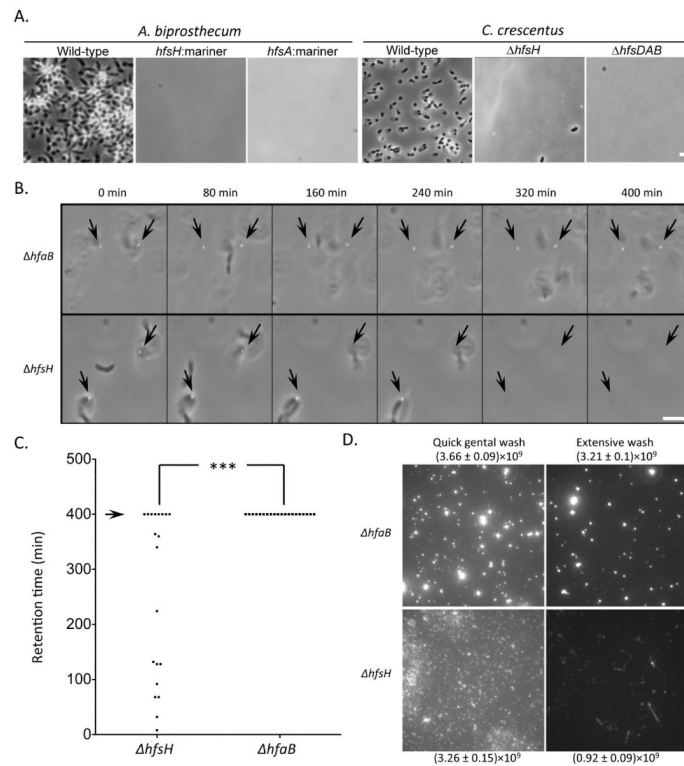 A.
A. biprosthecum
C. crescentus
Wild-type hfsH:mariner hfsA:mariner Wild-type ΔhfsH ΔhfsDAB
B.
0 min 80 min 160 min 240 min 320 min 400 min
ΔhfaB
ΔhfsH
C.
500
400
300
200
100
0
Retention time (min)
***
ΔhfsH ΔhfaB
D.
Quick gental wash Extensive wash
(3.66 ± 0.09)×10⁹ (3.21 ± 0.1)×10⁹
ΔhfaB
ΔhfsH
(3.26 ± 0.15)×10⁹ (0.92 ± 0.09)×10⁹